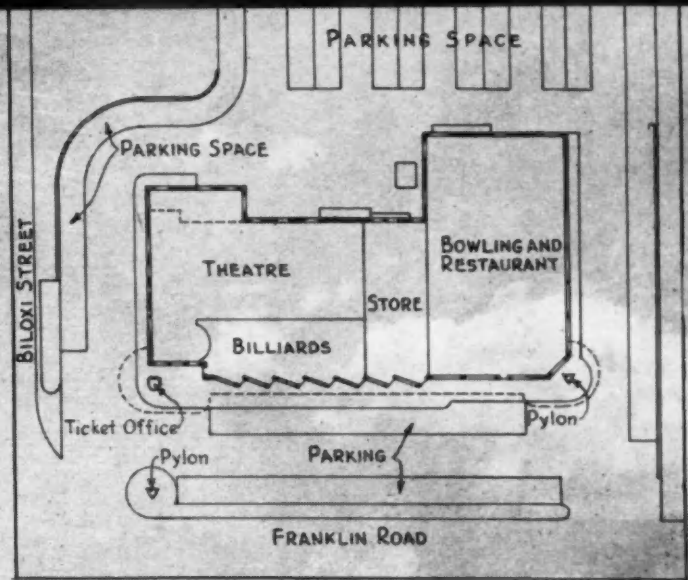 PARKING SPACE
PARKING SPACE
BILOXI STREET
THEATRE
BOWLING AND
RESTAURANT
STORE
BILLIARDS
Ticket Office
Pylon
Pylon
PARKING
FRANKLIN ROAD